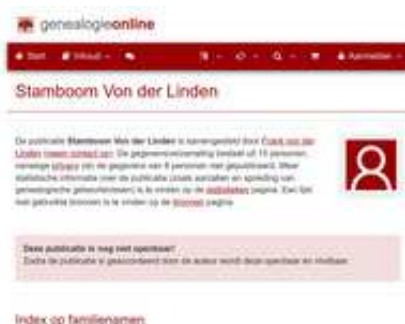 genealogieonline
Start Inhoud Aanmelden
Stamboom Von der Linden
De publicatie Stamboom Von der Linden is samengesteld door Frank von der
Linden (neem contact op). De gegevensverzameling bestaat uit 15 personen,
vanwege privacy zijn de gegevens van 8 personen niet gepubliceerd. Meer
statistische informatie over de publicatie (zoals aantallen en spreiding van
genealogische gebeurtenissen) is te vinden op de statistieken pagina. Een lijst
met gebruikte bronnen is te vinden op de bronnen pagina.
Deze publicatie is nog niet openbaar!
Zodra de publicatie is geaccordeerd door de auteur wordt deze openbaar en vindbaar.
Index op familienamen